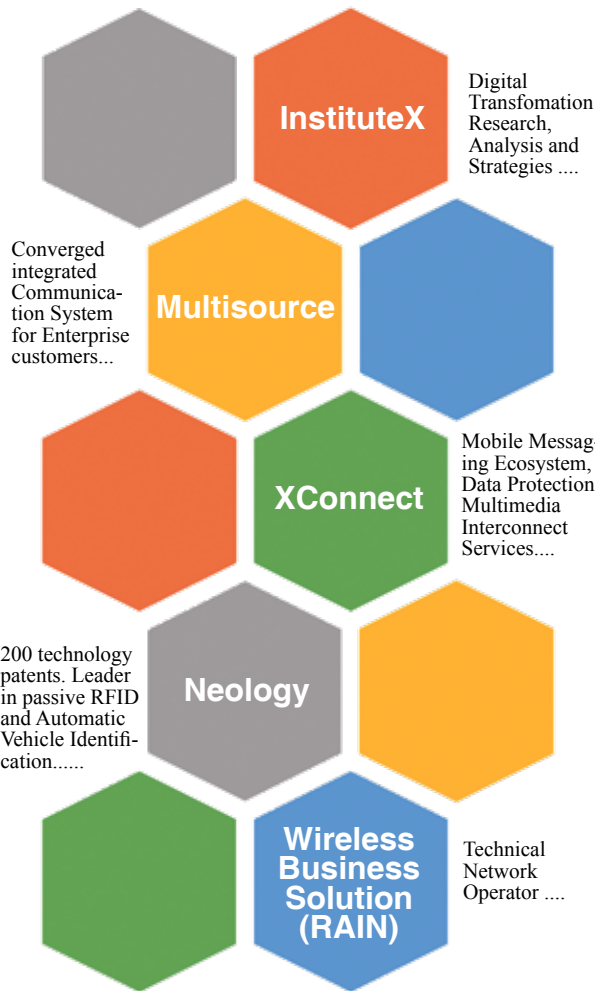 InstituteX
Digital
Transfomation
Research,
Analysis and
Strategies ....
Converged
integrated
Communica-
tion System
for Enterprise
customers...
Multisource
XConnect
Mobile Messag-
ing Ecosystem,
Data Protection
Multimedia
Interconnect
Services....
200 technology
patents. Leader
in passive RFID
and Automatic
Vehicle Identifi-
cation......
Neology
Wireless
Business
Solution
(RAIN)
Technical
Network
Operator ....